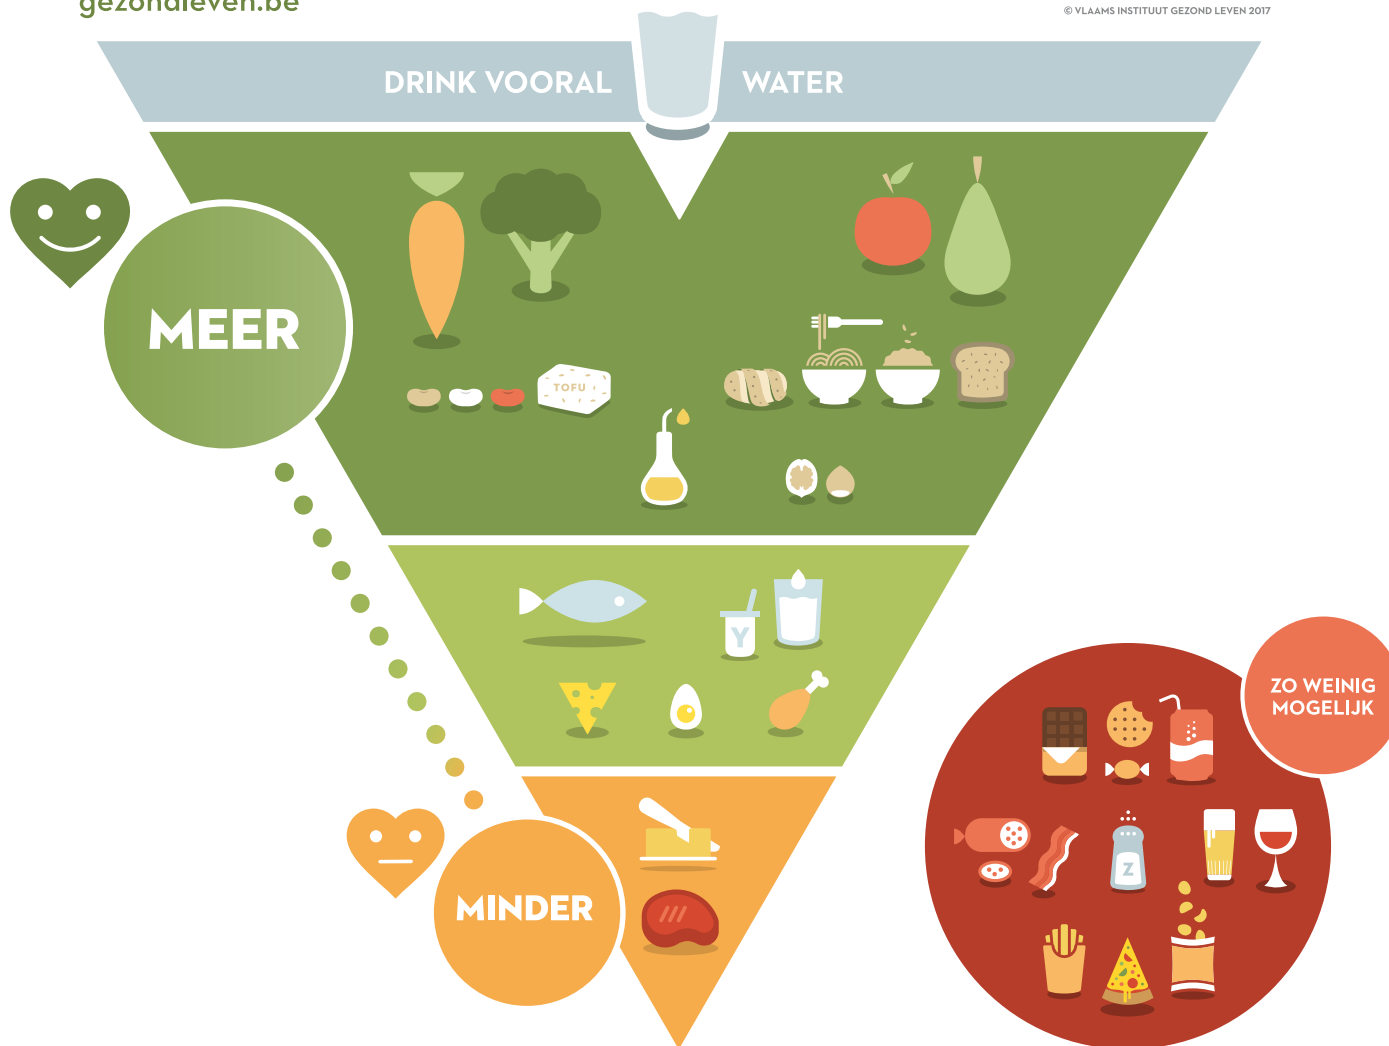 gezondleven.be
© VLAAMS INSTITUUT GEZOND LEVEN 2017
DRINK VOORAL WATER
MEER
TOFU
Y
ZO WEINIG
MOGELIJK
Z
MINDER